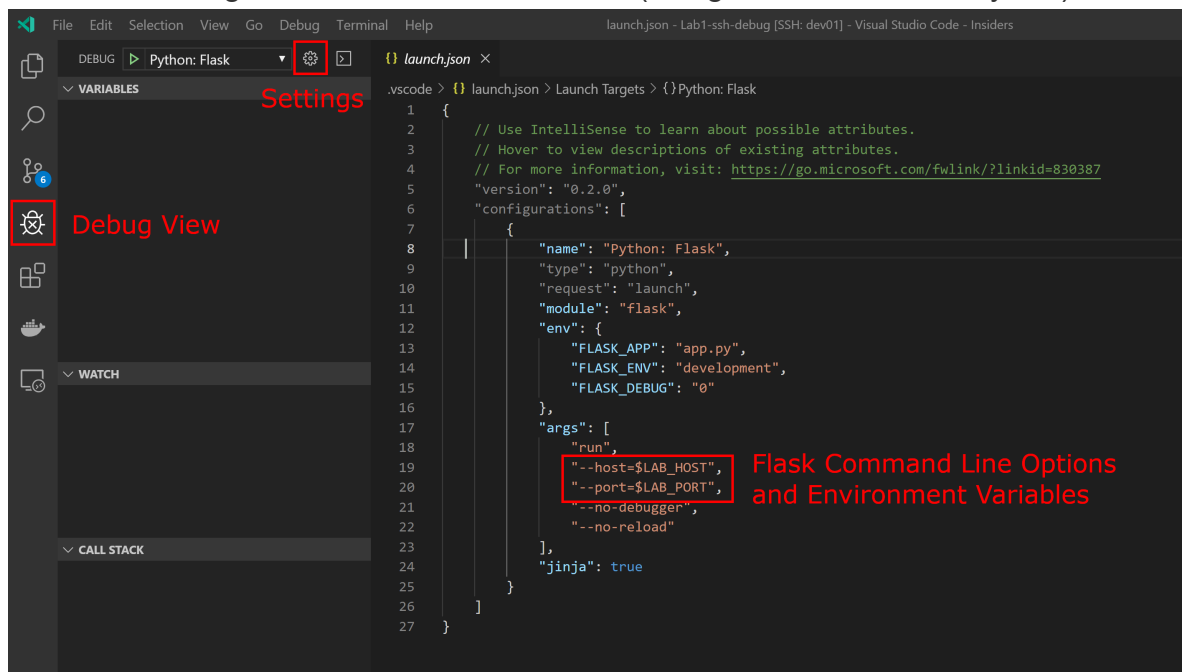 File Edit Selection View Go Debug Terminal Help launch.json - Lab1-ssh-debug [SSH: dev01] - Visual Studio Code - Insiders
DEBUG Python: Flask
{} launch.json ×
VARIABLES
Settings
.vscode > {} launch.json > Launch Targets > {} Python: Flask
1 {
2 // Use IntelliSense to learn about possible attributes.
3 // Hover to view descriptions of existing attributes.
4 // For more information, visit: https://go.microsoft.com/fwlink/?linkid=830387
5 "version": "0.2.0",
6 "configurations": [
7 {
8 "name": "Python: Flask",
9 "type": "python",
10 "request": "launch",
11 "module": "flask",
12 "env": {
13 "FLASK_APP": "app.py",
14 "FLASK_ENV": "development",
15 "FLASK_DEBUG": "0"
16 },
17 "args": [
18 "run",
19 "--host=$LAB_HOST",
20 "--port=$LAB_PORT",
21 "--no-debugger",
22 "--no-reload"
23 ],
24 "jinja": true
25 }
26 ]
27 }
6
Debug View
WATCH
Flask Command Line Options
and Environment Variables
CALL STACK